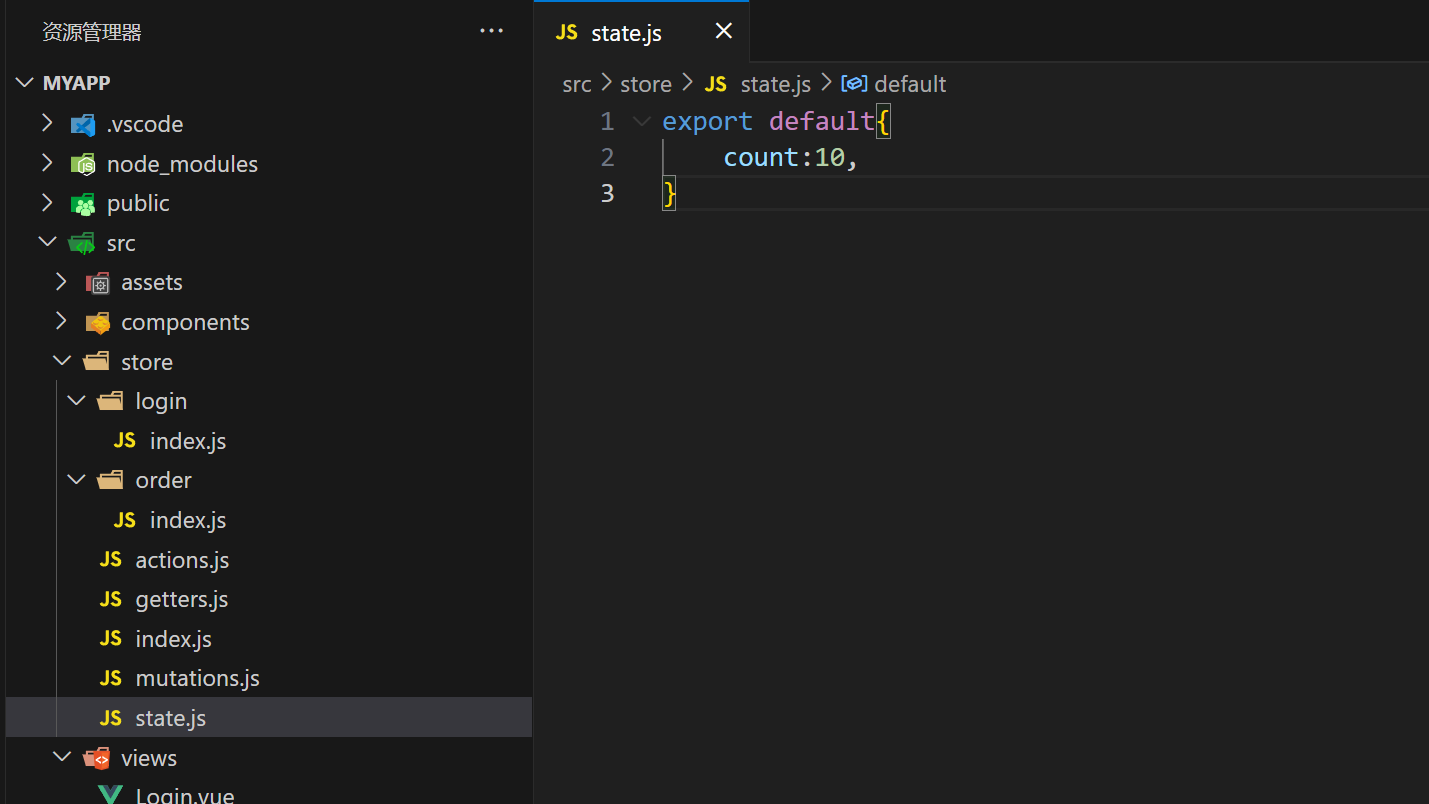 资源管理器
MYAPP
.vscode
node_modules
public
src
assets
components
store
login
JS index.js
order
JS index.js
JS actions.js
JS getters.js
JS index.js
JS mutations.js
JS state.js
views
Login.vue
JS state.js
src > store > JS state.js > default
1 export default{
2 count:10,
3 }